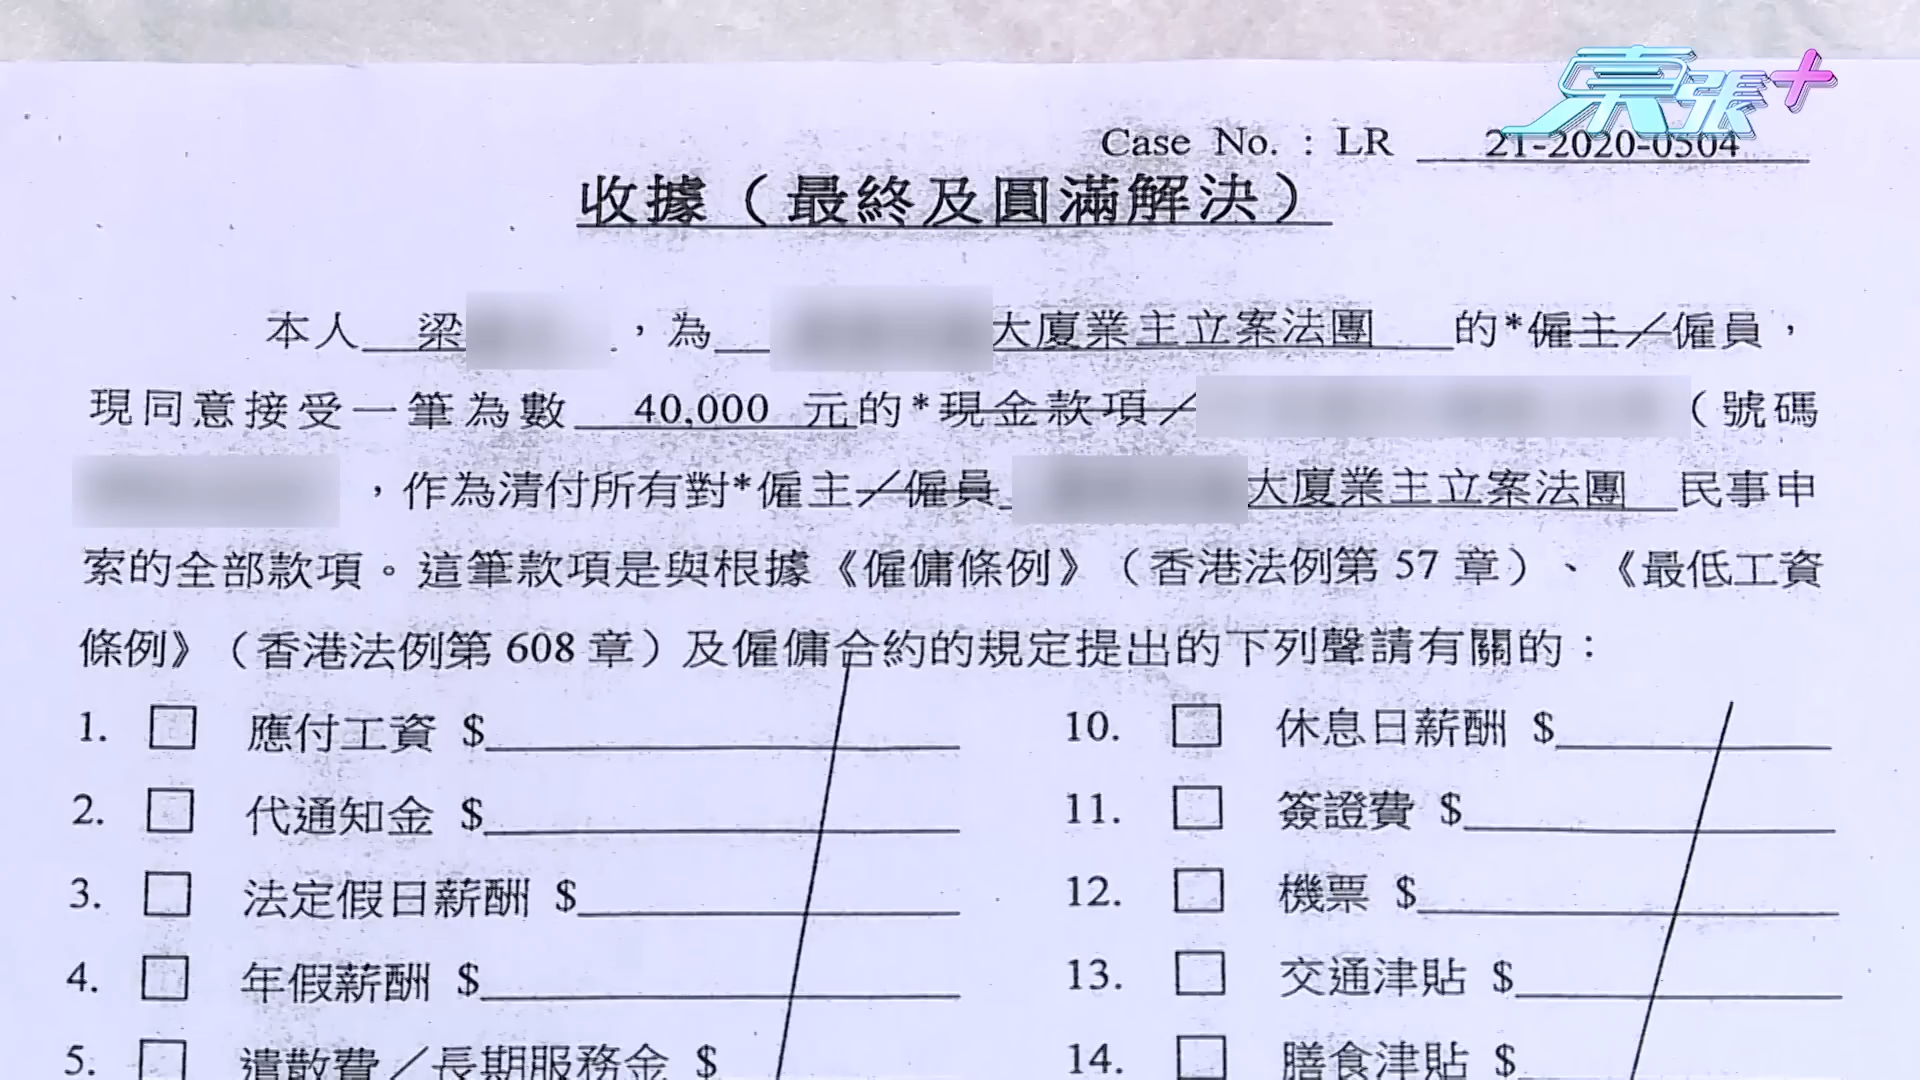 東張+
Case No. : LR 21-2020-0504
收據（最終及圓滿解決）
本人 梁 ，為 大廈業主立案法團 的*僱主／僱員，
現同意接受一筆為數 40,000 元的*現金款項／ （號碼
，作為清付所有對*僱主／僱員 大廈業主立案法團 民事申
索的全部款項。這筆款項是與根據《僱傭條例》（香港法例第 57 章）、《最低工資
條例》（香港法例第 608 章）及僱傭合約的規定提出的下列聲請有關的：
1. 應付工資 $
2. 代通知金 $
3. 法定假日薪酬 $
4. 年假薪酬 $
5. 遣散費／長期服務金 $
10. 休息日薪酬 $
11. 簽證費 $
12. 機票 $
13. 交通津貼 $
14. 膳食津貼 $